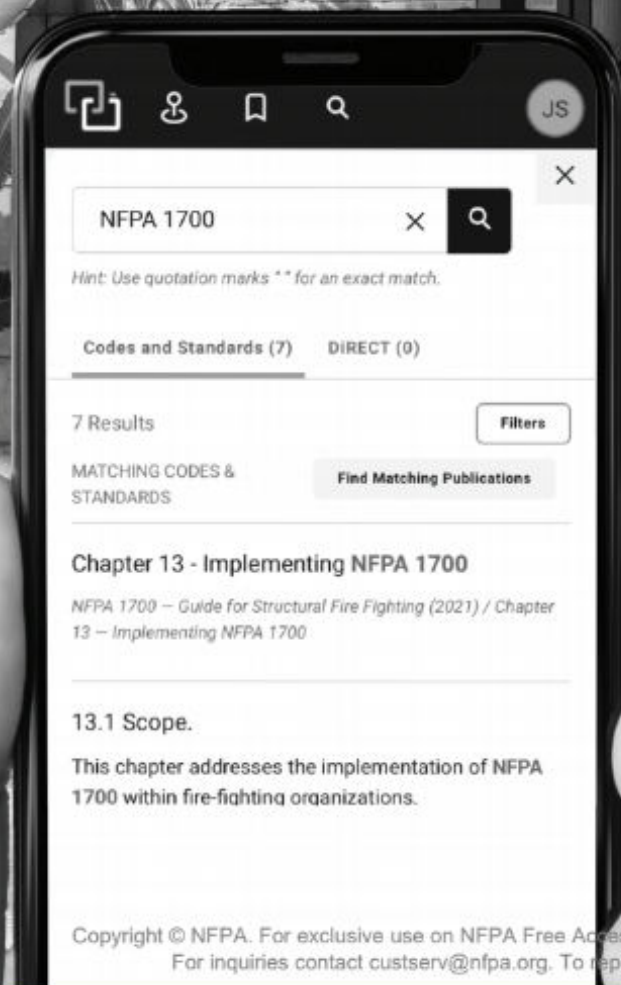 JS
NFPA 1700
Hint: Use quotation marks " " for an exact match.
Codes and Standards (7) DiRECT (0)
7 Results Filters
MATCHING CODES &
STANDARDS
Find Matching Publications
Chapter 13 - Implementing NFPA 1700
NFPA 1700 — Guide for Structural Fire Fighting (2021) / Chapter
13 — Implementing NFPA 1700
13.1 Scope.
This chapter addresses the implementation of NFPA
1700 within fire-fighting organizations.
Copyright © NFPA. For exclusive use on NFPA Free
For inquiries contact custserv@nfpa.org. To